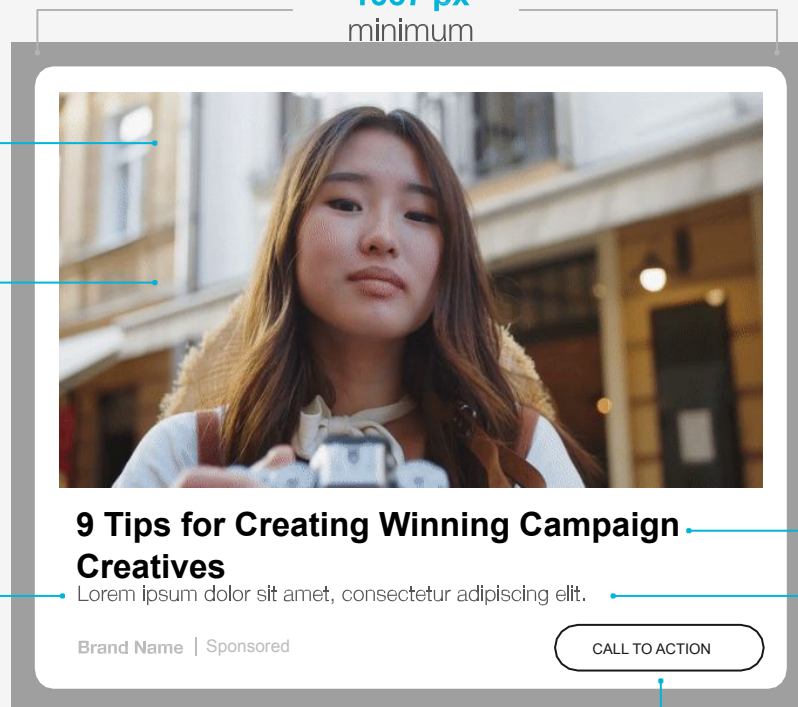 minimum
9 Tips for Creating Winning Campaign
Creatives
Lorem ipsum dolor sit amet, consectetur adipiscing elit.
Brand Name | Sponsored
CALL TO ACTION